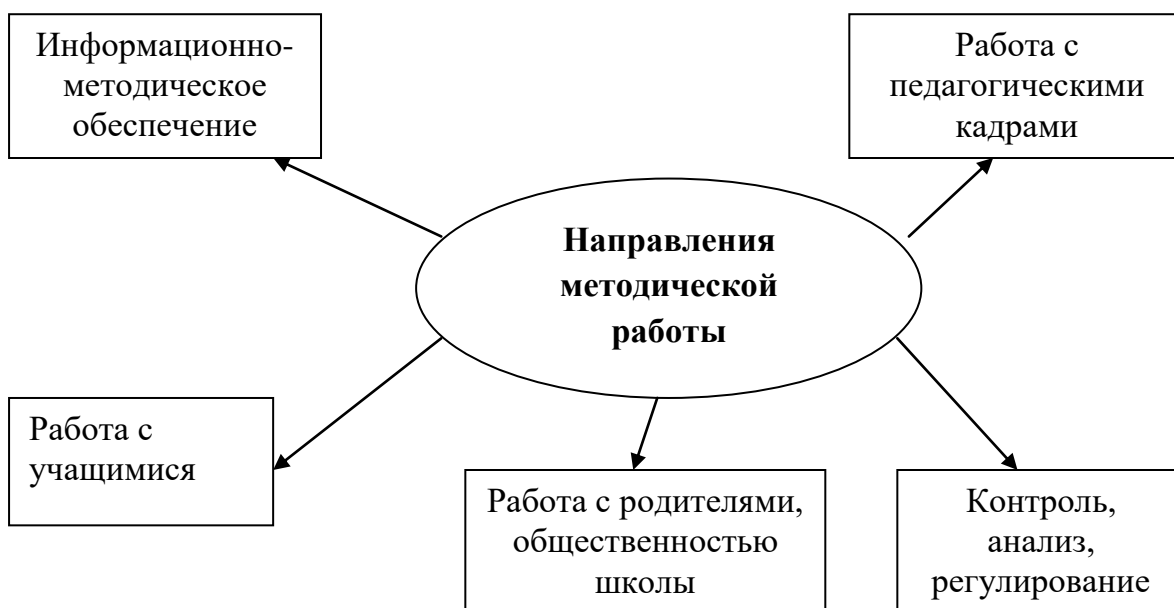 Информационно-
методическое
обеспечение
Работа с
педагогическими
кадрами
Направления
методической
работы
Работа с
учащимися
Работа с родителями,
общественностью
школы
Контроль,
анализ,
регулирование